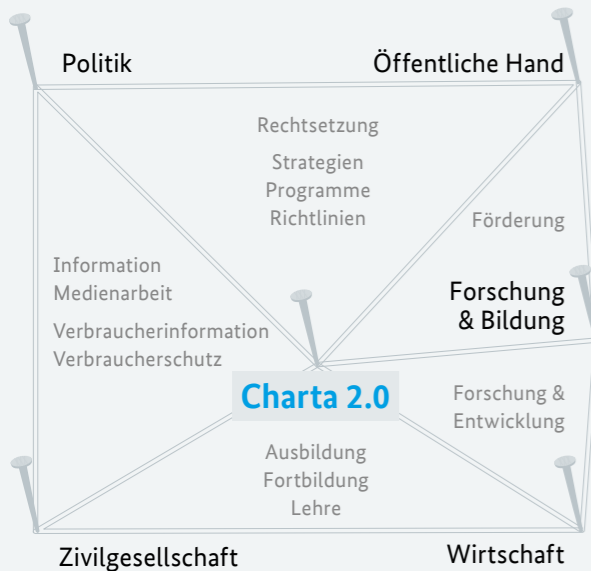 Politik
Öffentliche Hand
Rechtsetzung
Strategien
Programme
Richtlinien
Förderung
Information
Medienarbeit
Verbraucherinformation
Verbraucherschutz
Forschung
& Bildung
Charta 2.0
Forschung &
Entwicklung
Ausbildung
Fortbildung
Lehre
Zivilgesellschaft
Wirtschaft